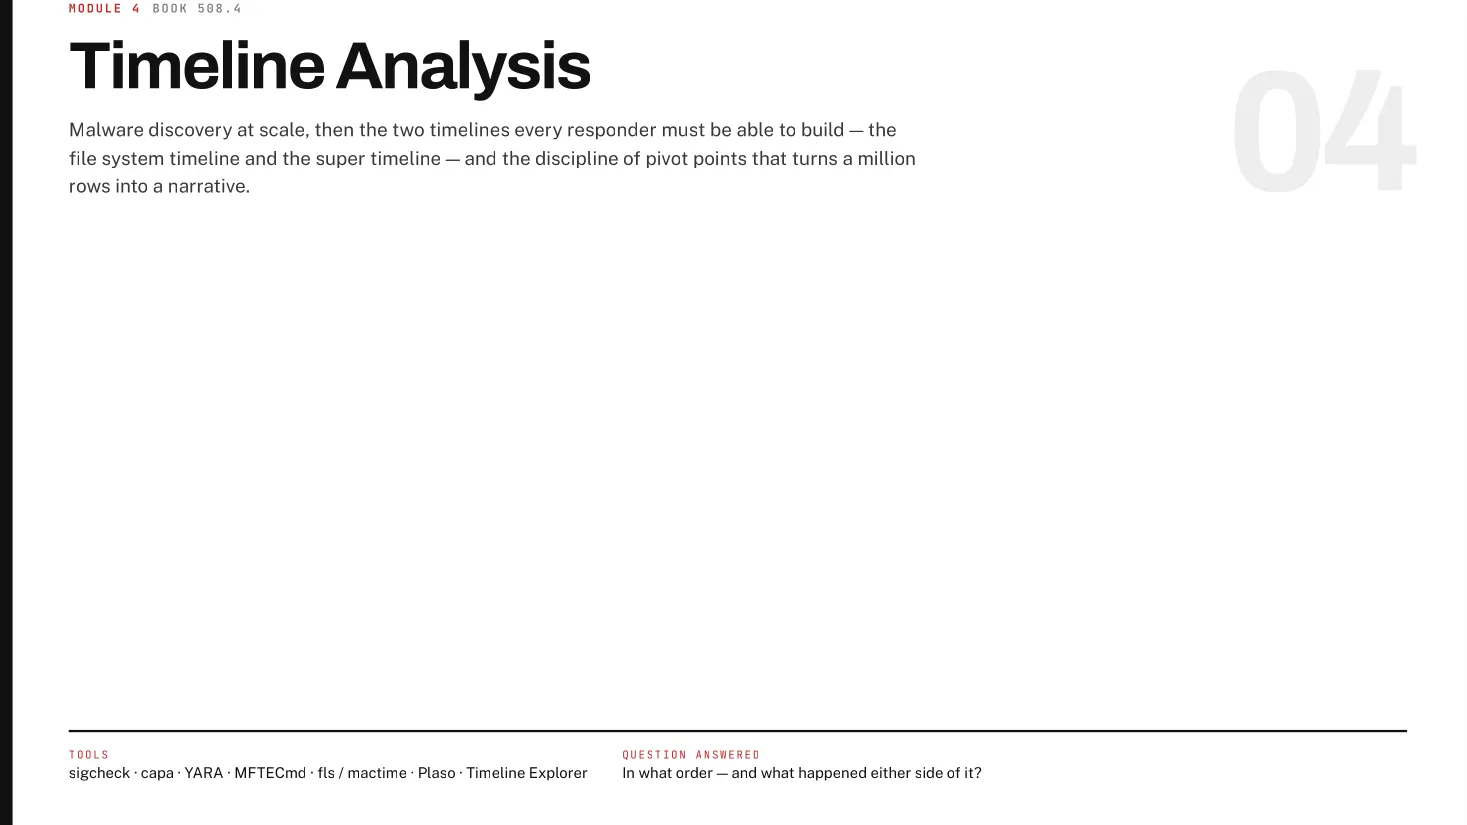 MODULE 4 BOOK 508.4
Timeline Analysis
04
Malware discovery at scale, then the two timelines every responder must be able to build — the
file system timeline and the super timeline — and the discipline of pivot points that turns a million
rows into a narrative.
TOOLS
sigcheck · capa · YARA · MFTECmd · fls / mactime · Plaso · Timeline Explorer
QUESTION ANSWERED
In what order — and what happened either side of it?